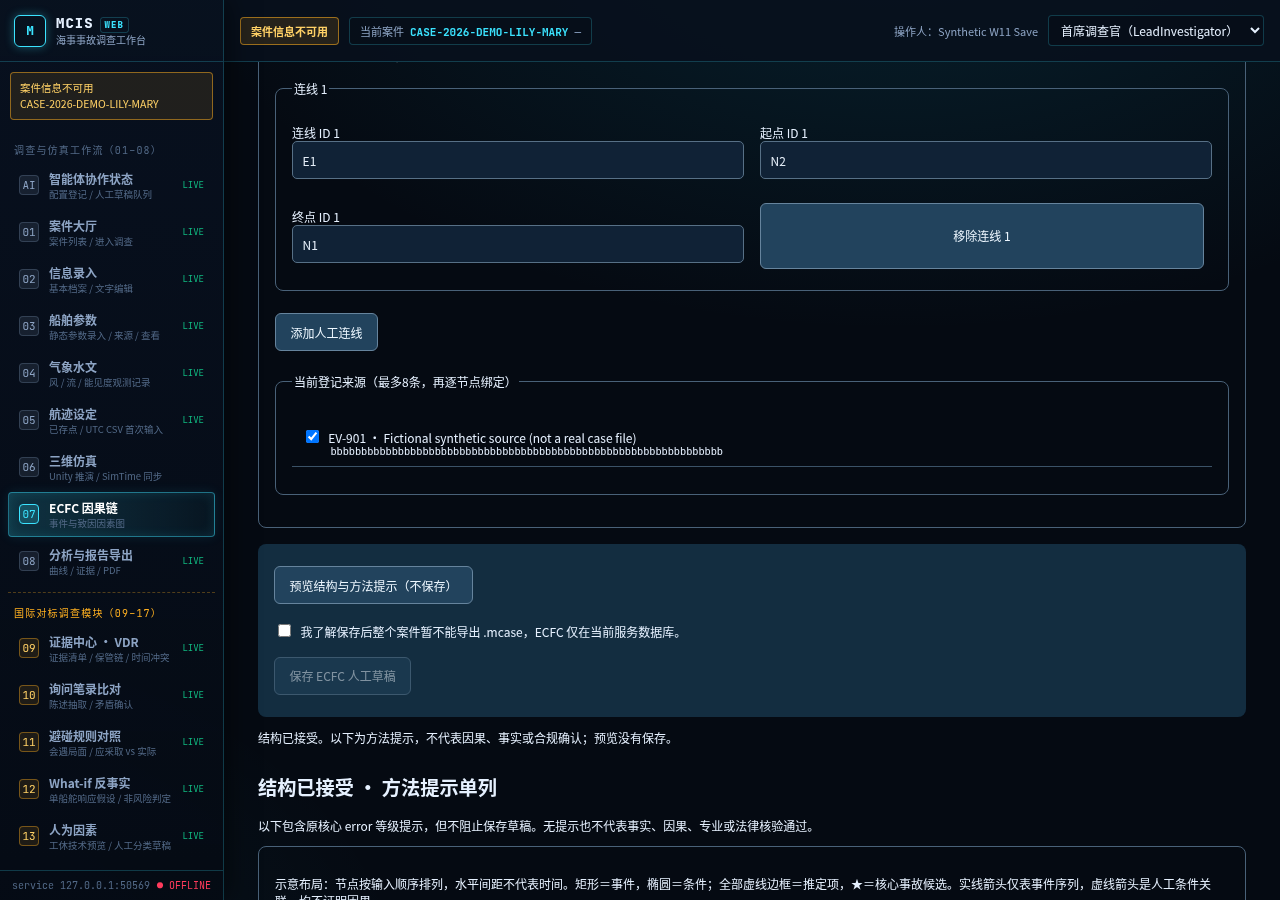 M
MCIS WEB
海事事故调查工作台
案件信息不可用
当前案件 CASE-2026-DEMO-LILY-MARY —
操作人: Synthetic W11 Save
首席调查官（LeadInvestigator）
案件信息不可用
CASE-2026-DEMO-LILY-MARY
调查与仿真工作流（01-08）
AI 智能体协作状态 LIVE
配置登记 / 人工草稿队列
01 案件大厅 LIVE
案件列表 / 进入调查
02 信息录入 LIVE
基本档案 / 文字编辑
03 船舶参数 LIVE
静态参数录入 / 来源 / 查看
04 气象水文 LIVE
风 / 流 / 能见度观测记录
05 航迹设定 LIVE
已存点 / UTC CSV 首次输入
06 三维仿真
Unity 推演 / SimTime 同步
07 ECFC 因果链
事件与致因因素图
08 分析与报告导出 LIVE
曲线 / 证据 / PDF
国际对标调查模块（09-17）
09 证据中心 · VDR LIVE
证据清单 / 保管链 / 时间冲突
10 询问笔录比对 LIVE
陈述抽取 / 矛盾确认
11 避碰规则对照 LIVE
会遇局面 / 应采取 vs 实际
12 What-if 反事实 LIVE
单船舵响应假设 / 非风险判定
13 人为因素 LIVE
工休技术预览 / 人工分类草稿
service 127.0.0.1:50569 OFFLINE
连线 1
连线 ID 1
E1
起点 ID 1
N2
终点 ID 1
N1
移除连线 1
添加人工连线
当前登记来源（最多8条，再逐节点绑定）
EV-901 · Fictional synthetic source (not a real case file)
bbbbbbbbbbbbbbbbbbbbbbbbbbbbbbbbbbbbbbbbbbbbbbbbbbbbbbbbbbbbbbbb
预览结构与方法提示（不保存）
我了解保存后整个案件暂不能导出 .mcase，ECFC 仅在当前服务数据库。
保存 ECFC 人工草稿
结构已接受。以下为方法提示，不代表因果、事实或合规确认；预览没有保存。
结构已接受 · 方法提示单列
以下包含原核心 error 等级提示，但不阻止保存草稿。无提示也不代表事实、因果、专业或法律核验通过。
示意布局：节点按输入顺序排列，水平间距不代表时间。矩形＝事件，椭圆＝条件；全部虚线边框＝推定项，★＝核心事故候选。实线箭头仅表事件序列，虚线箭头是人工条件关
联，均不证明因果。